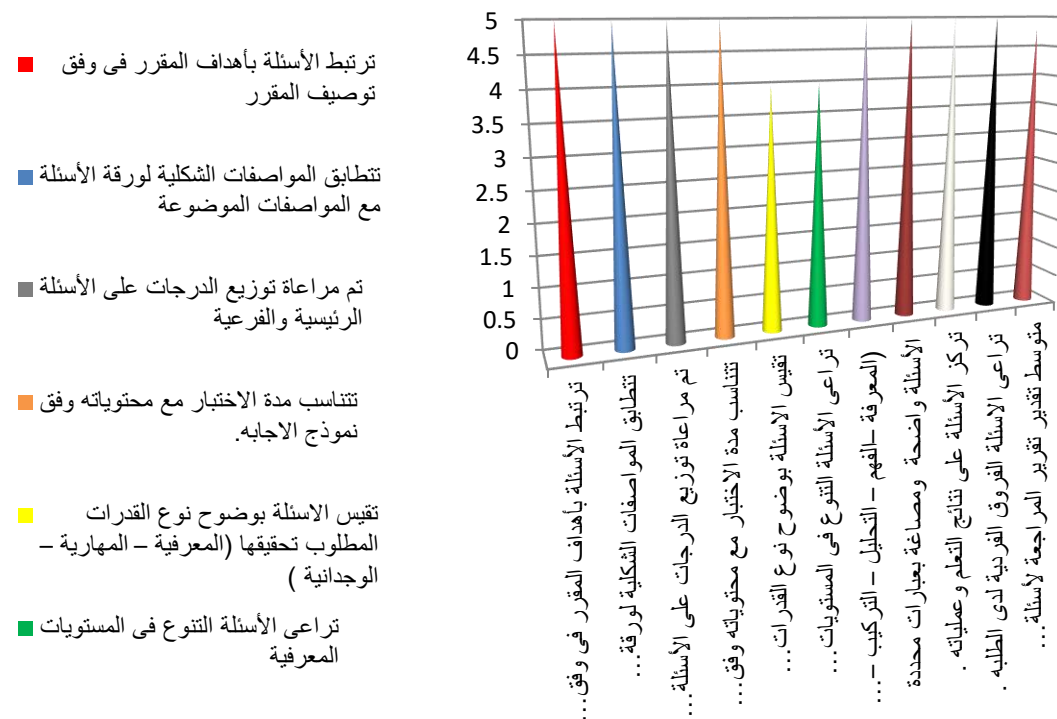 ترتبط الأسئلة بأهداف المقرر فى وفق
توصيف المقرر
تتطابق المواصفات الشكلية لورقة الأسئلة
مع المواصفات الموضوعة
تم مراعاة توزيع الدرجات على الأسئلة
الرئيسية والفرعية
تتناسب مدة الاختبار مع محتوياته وفق
نموذج الاجابه.
تقيس الاسئلة بوضوح نوع القدرات
المطلوب تحقيقها (المعرفية – المهارية –
الوجدانية )
تراعى الأسئلة التنوع فى المستويات
المعرفية
5
4.5
4
3.5
3
2.5
2
1.5
1
0.5
0
ترتبط الأسئلة بأهداف المقرر فى وفق...
تتطابق المواصفات الشكلية لورقة...
تم مراعاة توزيع الدرجات على الأسئلة...
تتناسب مدة الاختبار مع محتوياته وفق...
تقيس الاسئلة بوضوح نوع القدرات...
تراعى الأسئلة التنوع فى المستويات...
(المعرفة –الفهم – التحليل – التركيب –...
الأسئلة واضحة ومصاغة بعبارات محددة
تركز الأسئلة على نتائج التعلم وعملياته .
تراعى الاسئلة الفروق الفردية لدى الطلبه .
متوسط تقدير تقرير المراجعة لأسئلة...